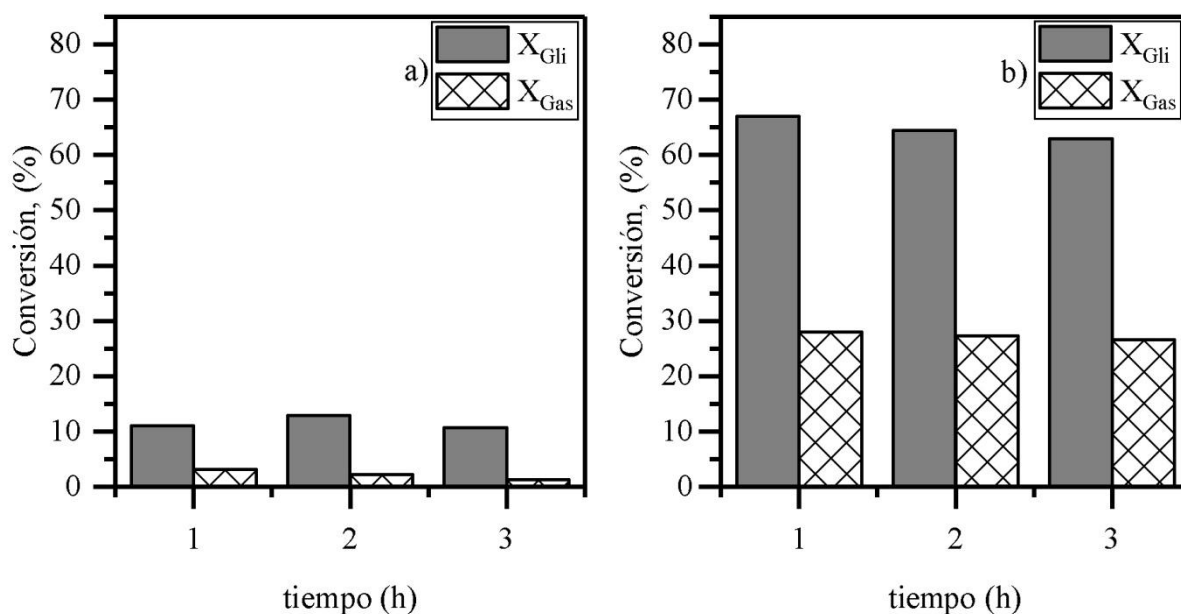 80
70
60
50
40
30
20
10
0
Conversión, (%)
a)
X_Gli
X_Gas
1 2 3
tiempo (h)
80
70
60
50
40
30
20
10
0
Conversión, (%)
b)
X_Gli
X_Gas
1 2 3
tiempo (h)